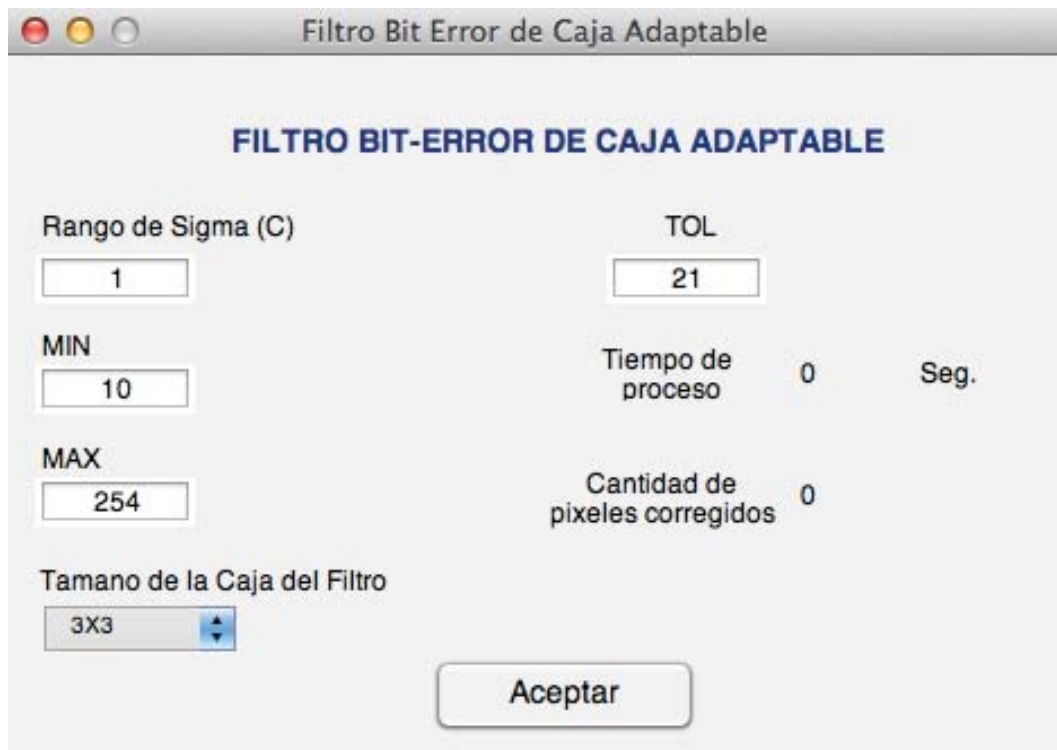 Filtro Bit Error de Caja Adaptable
FILTRO BIT-ERROR DE CAJA ADAPTABLE
Rango de Sigma (C)
1
TOL
21
MIN
10
Tiempo de
proceso
0
Seg.
MAX
254
Cantidad de
pixeles corregidos
0
Tamano de la Caja del Filtro
3X3
Aceptar